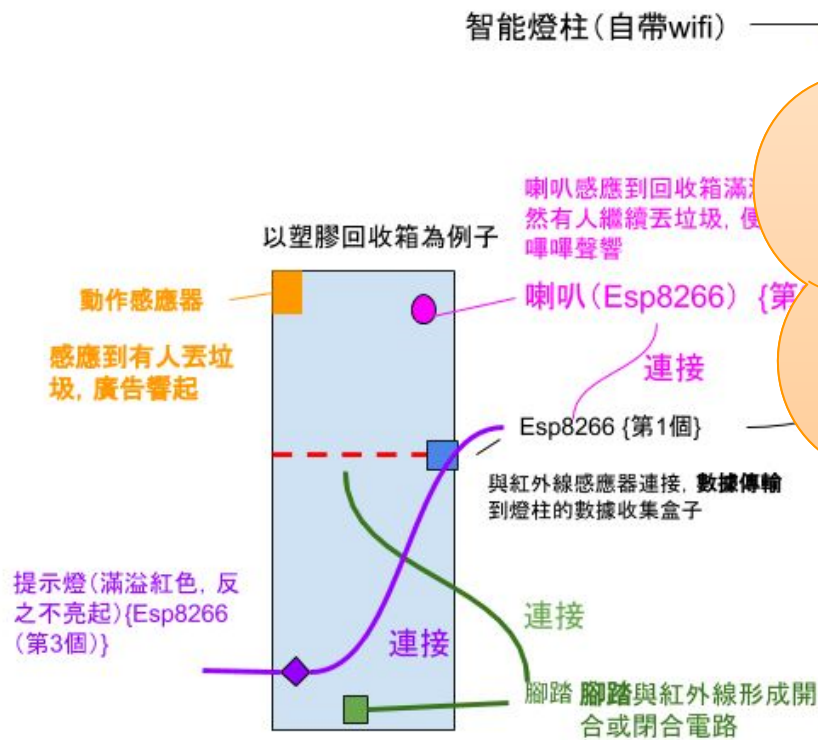 智能燈柱(自帶wifi)
喇叭感應到回收箱滿
然有人繼續丟垃圾, 便
嗶嗶聲響
以塑膠回收箱為例子
動作感應器
喇叭(Esp8266) {第
感應到有人丟垃
圾, 廣告響起
連接
Esp8266 {第1個}
與紅外線感應器連接, 數據傳輸
到燈柱的數據收集盒子
提示燈(滿溢紅色, 反
之不亮起){Esp8266
(第3個)}
連接
連接
腳踏 腳踏與紅外線形成開
合或閉合電路